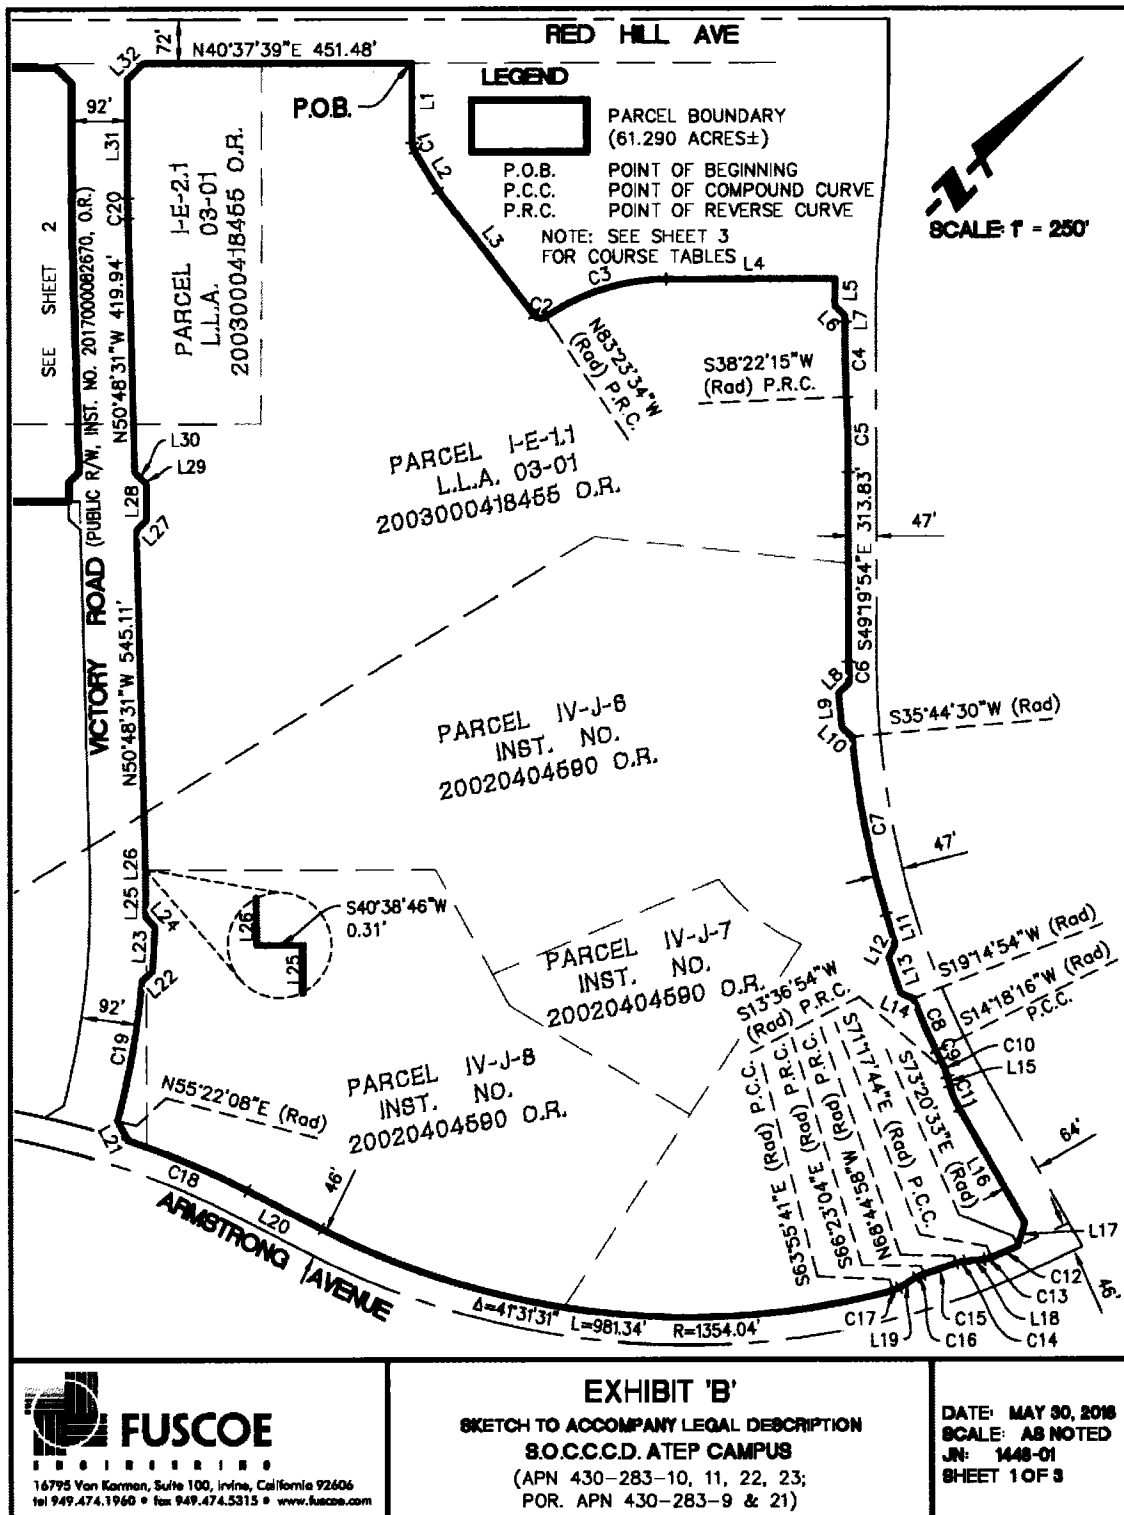 RED HILL AVE
72'
N40°37'39"E 451.48'
L32
P.O.B.
LEGEND
PARCEL BOUNDARY
(61.290 ACRES±)
P.O.B. POINT OF BEGINNING
P.C.C. POINT OF COMPOUND CURVE
P.R.C. POINT OF REVERSE CURVE
NOTE: SEE SHEET 3
FOR COURSE TABLES
SCALE: 1" = 250'
92'
L31
C20
L1
C1
L2
L3
C2
C3
L4
L5
L6
L7
C4
C5
SEE SHEET 2
VICTORY ROAD (PUBLIC R/W, INST. NO. 2017000082670, O.R.)
N50°48'31"W 419.94'
PARCEL I-E-2.1
L.L.A. 03-01
2003000418455 O.R.
N83°23'34"W
(Rad) P.R.C.
S38°22'15"W
(Rad) P.R.C.
L30
L29
L28
L27
PARCEL I-E-1.1
L.L.A. 03-01
2003000418455 O.R.
S49°19'54"E 313.83'
47'
C6
L8
L9
L10
S35°44'30"W (Rad)
N50°48'31"W 545.11'
PARCEL IV-J-6
INST. NO.
20020404590 O.R.
C7
47'
L26
L25
L24
L23
L22
L26
L25
S40°38'46"W
0.31'
PARCEL IV-J-7
INST. NO.
20020404590 O.R.
L11
L12
L13
L14
S19°14'54"W (Rad)
S14°18'16"W (Rad)
P.C.C.
S13°36'54"W
(Rad) P.R.C.
C8
C9
C10
L15
C11
92'
C19
N55°22'08"E (Rad)
PARCEL IV-J-8
INST. NO.
20020404590 O.R.
S63°55'41"E (Rad) P.C.C.
S66°23'04"E (Rad) P.R.C.
N68°44'58"W (Rad) P.R.C.
S71°17'44"E (Rad) P.C.C.
S73°20'33"E (Rad)
L16
64'
L17
46'
L21
C18
L20
46'
ARMSTRONG AVENUE
Δ=41°31'31" L=981.34' R=1354.04'
C17
L19
C16
C15
C14
L18
C13
C12
FUSCOE
ENGINEERING
16795 Von Karman, Suite 100, Irvine, California 92606
tel 949.474.1960 • fax 949.474.5315 • www.fuscoe.com
EXHIBIT 'B'
SKETCH TO ACCOMPANY LEGAL DESCRIPTION
S.O.C.C.C.D. ATEP CAMPUS
(APN 430-283-10, 11, 22, 23;
POR. APN 430-283-9 & 21)
DATE: MAY 30, 2018
SCALE: AS NOTED
JN: 1448-01
SHEET 1 OF 3